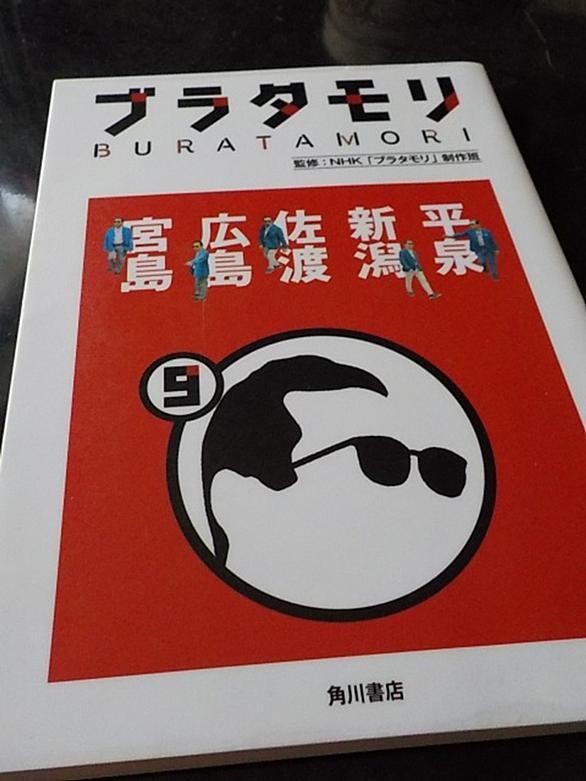 ブラタモリ
BURATAMORI
監修：NHK「ブラタモリ」制作班
平泉
新潟
佐渡
広島
宮島
9
角川書店